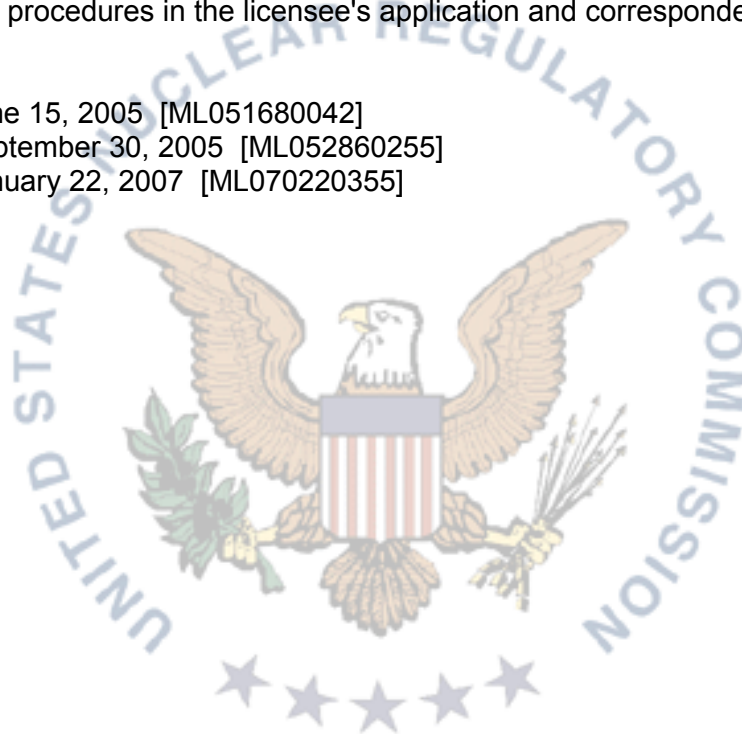 procedures in the licensee's application and corresponde
ne 15, 2005 [ML051680042]
ptember 30, 2005 [ML052860255]
nuary 22, 2007 [ML070220355]
UNITED STATES NUCLEAR REGULATORY COMMISSION